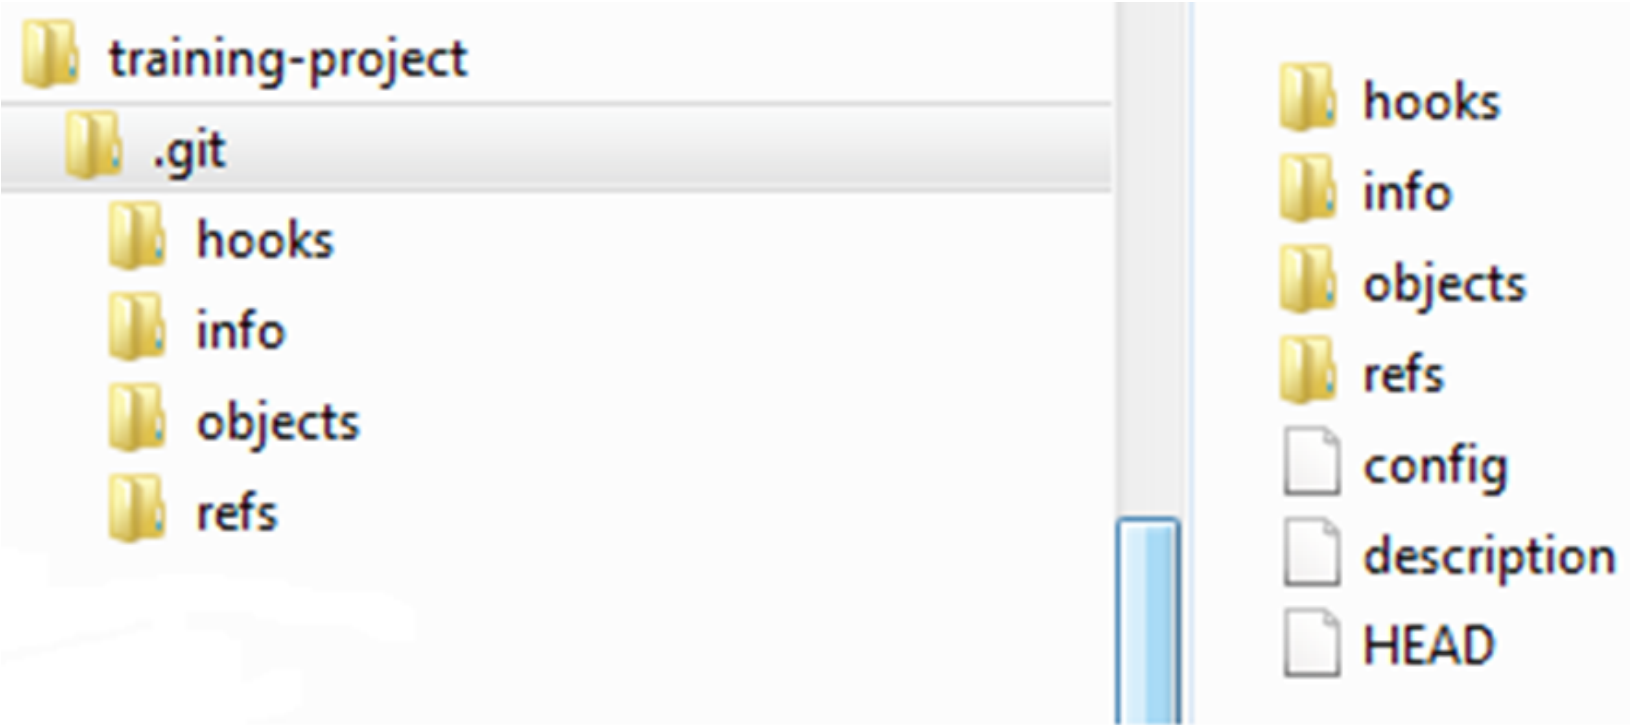 training-project
.git
hooks
info
objects
refs
hooks
info
objects
refs
config
description
HEAD